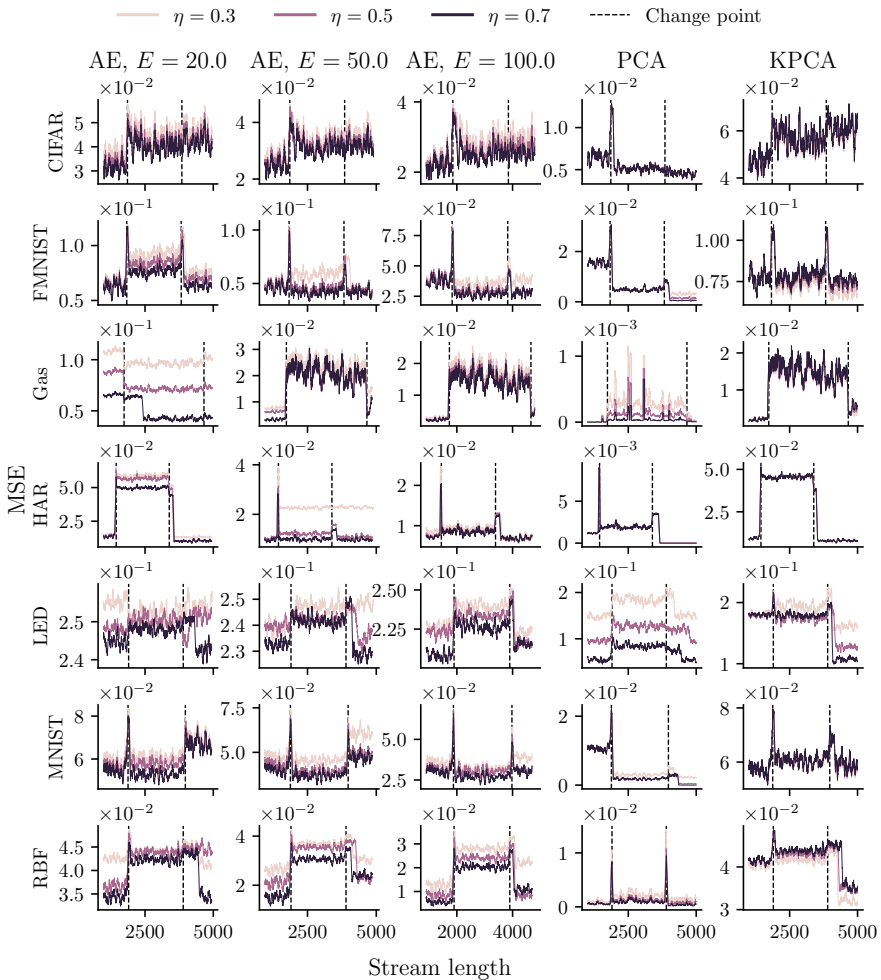 η = 0.3 η = 0.5 η = 0.7 Change point
AE, E = 20.0 AE, E = 50.0 AE, E = 100.0 PCA KPCA
×10⁻² ×10⁻² ×10⁻² ×10⁻² ×10⁻²
CIFAR
5 4 3
4 2
4 2
1.0 0.5
6 4
×10⁻¹ ×10⁻¹ ×10⁻² ×10⁻² ×10⁻¹
FMNIST
1.0 0.5
1.0 0.5
7.5 5.0 2.5
2 0
1.00 0.75
×10⁻¹ ×10⁻² ×10⁻² ×10⁻³ ×10⁻²
Gas
1.0 0.5
3 2 1
2 1
1 0
2 1
×10⁻² ×10⁻² ×10⁻² ×10⁻³ ×10⁻²
MSE
HAR
5.0 2.5
4 2
2 1
5 0
5.0 2.5
×10⁻¹ ×10⁻¹ ×10⁻¹ ×10⁻¹ ×10⁻¹
LED
2.5 2.4
2.5 2.4 2.3
2.50 2.25
2 1
2 1
×10⁻² ×10⁻² ×10⁻² ×10⁻² ×10⁻²
MNIST
8 6
7.5 5.0 2.5
5.0 2.5
2 0
8 6
×10⁻² ×10⁻² ×10⁻² ×10⁻² ×10⁻²
RBF
4.5 4.0 3.5
4 2
3 2 1
1 0
4 3
2500 5000 2500 5000 2000 4000 2500 5000 2500 5000
Stream length